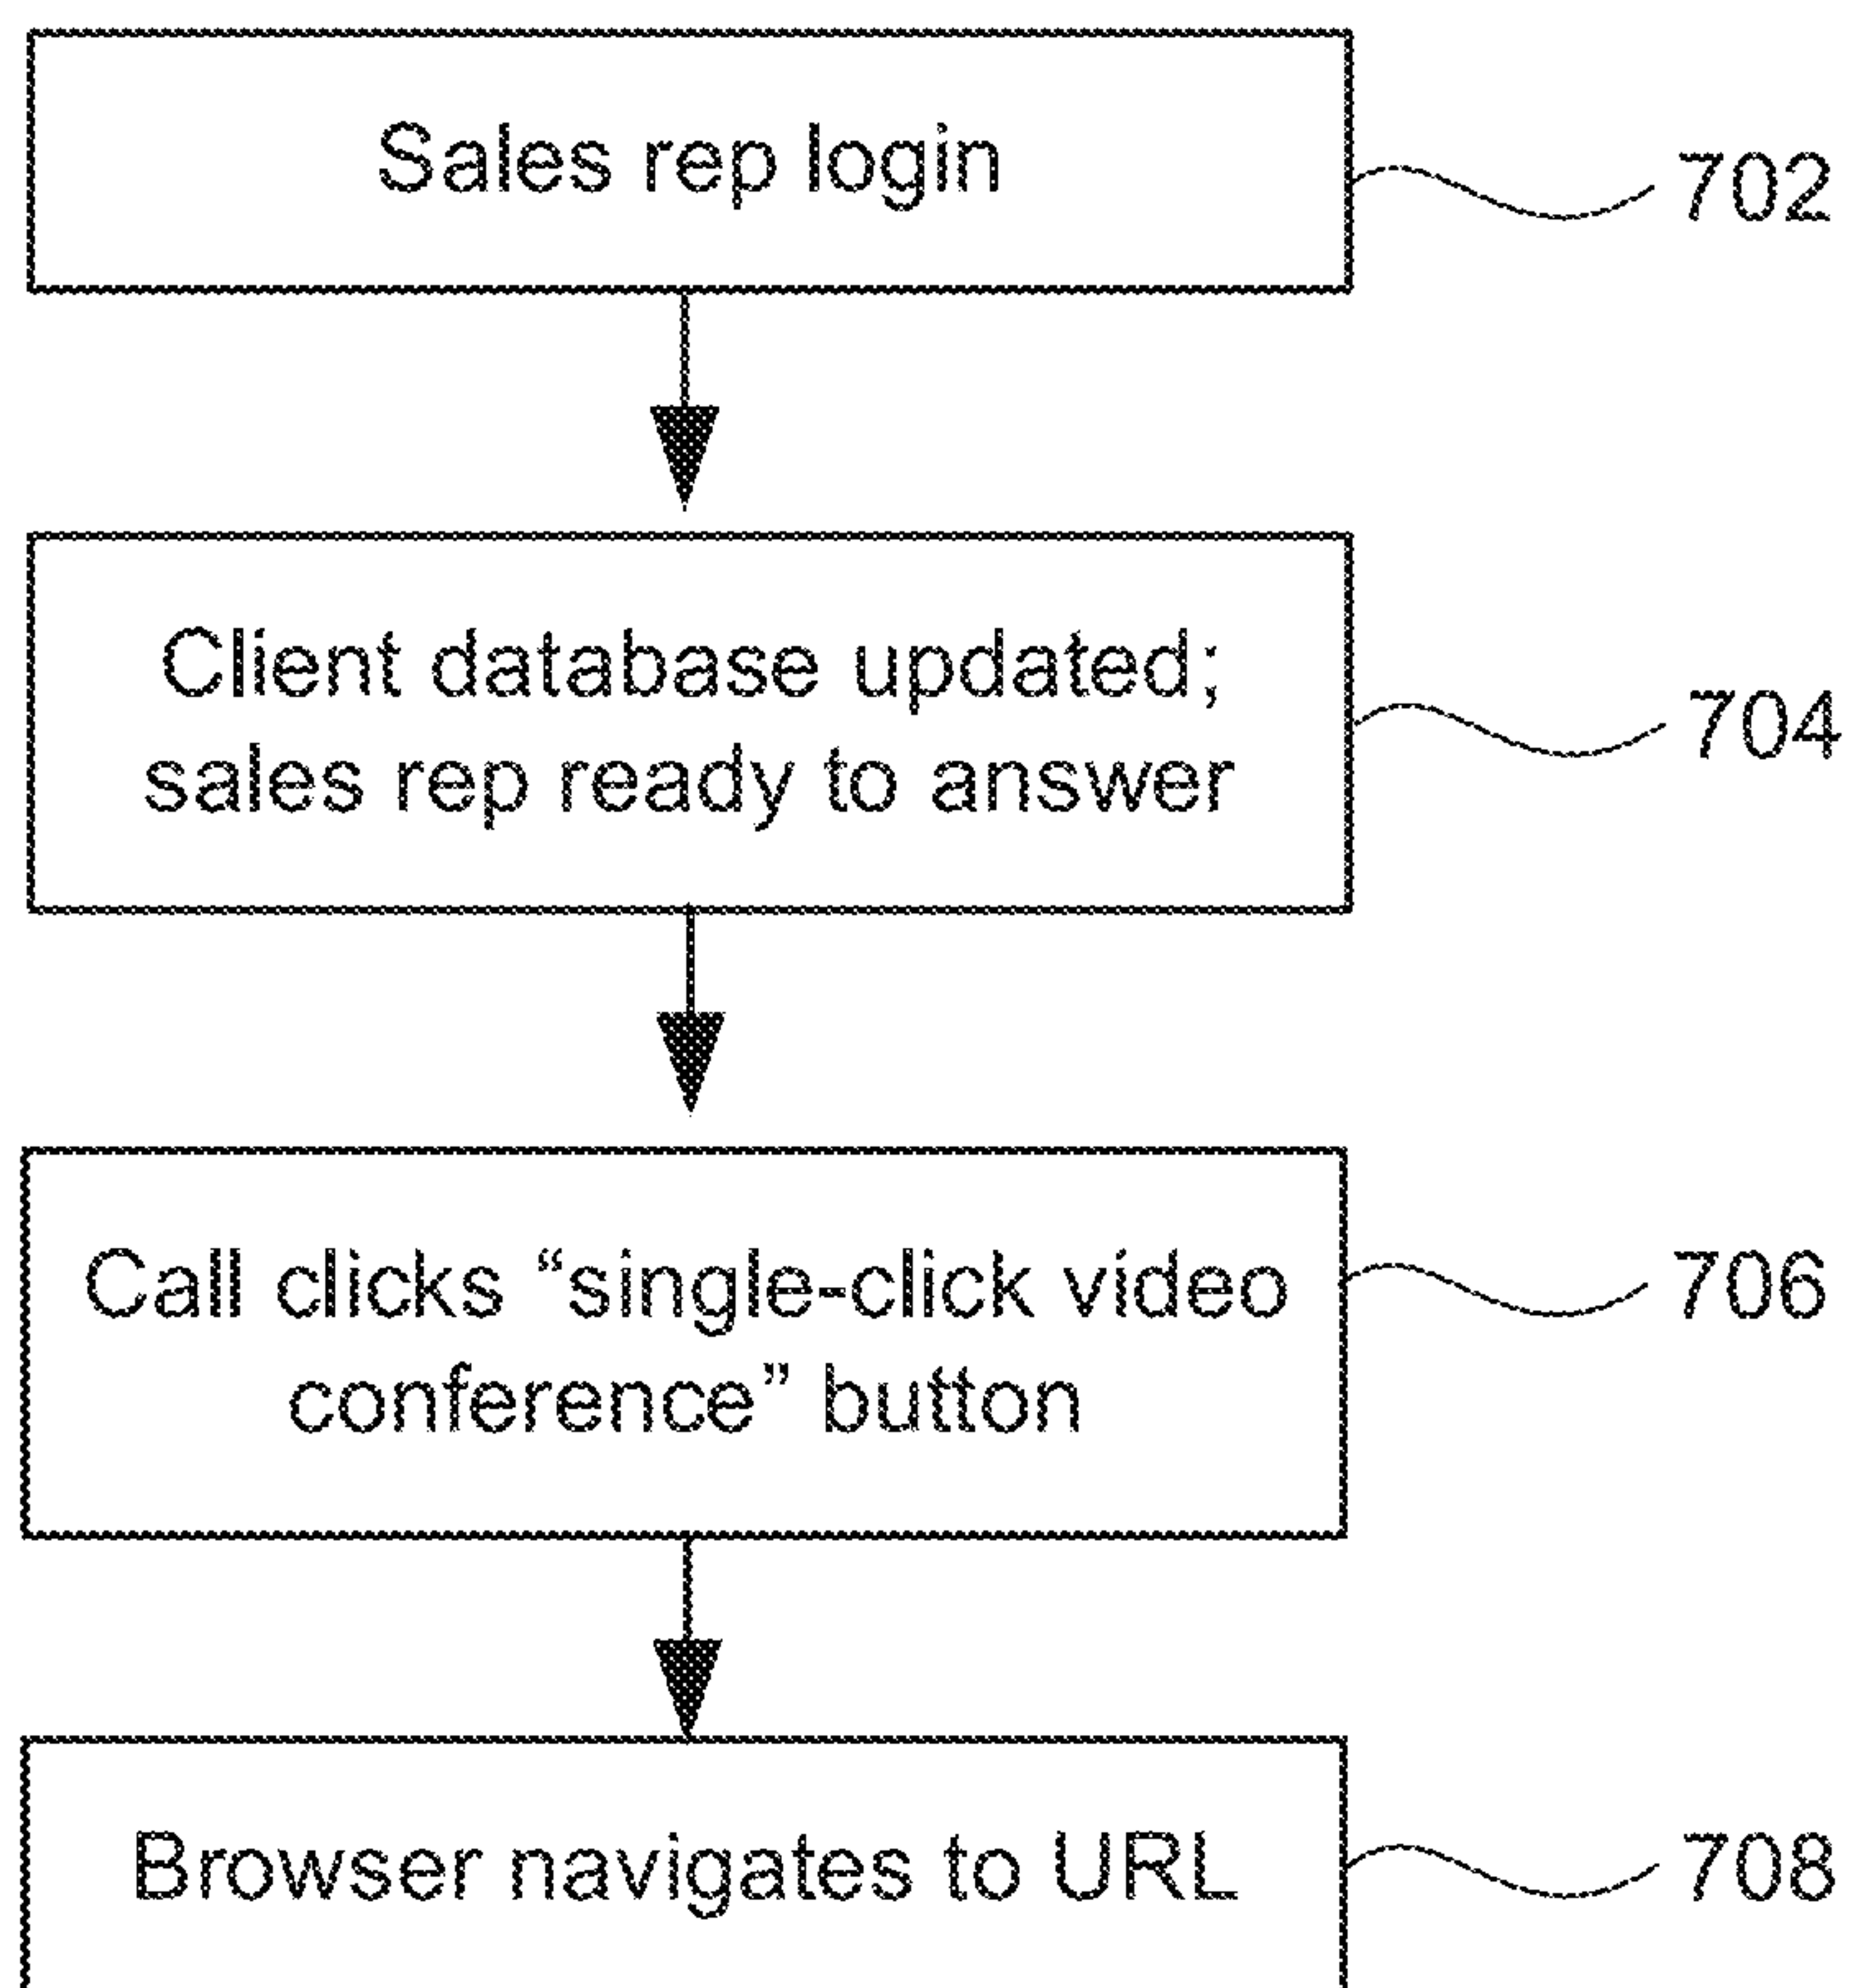 Sales rep login
702
Client database updated;
sales rep ready to answer
704
Call clicks “single-click video
conference” button
706
Browser navigates to URL
708